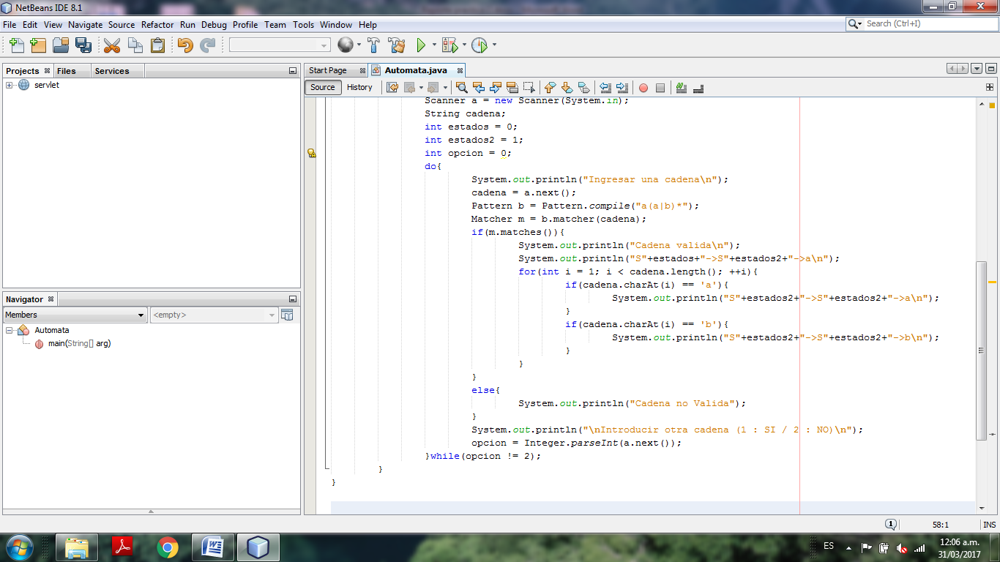 NetBeans IDE 8.1
File Edit View Navigate Source Refactor Run Debug Profile Team Tools Window Help
Search (Ctrl+I)
Projects Files Services
servlet
Navigator
Members <empty>
Automata
main(String[] arg)
Start Page Automata.java
Source History
Scanner a = new Scanner(System.in);
String cadena;
int estados = 0;
int estados2 = 1;
int opcion = 0;
do{
System.out.println("Ingresar una cadena\n");
cadena = a.next();
Pattern b = Pattern.compile("a(a|b)*");
Matcher m = b.matcher(cadena);
if(m.matches()){
System.out.println("Cadena valida\n");
System.out.println("S"+estados+"->S"+estados2+"->a\n");
for(int i = 1; i < cadena.length(); ++i){
if(cadena.charAt(i) == 'a'){
System.out.println("S"+estados2+"->S"+estados2+"->a\n");
}
if(cadena.charAt(i) == 'b'){
System.out.println("S"+estados2+"->S"+estados2+"->b\n");
}
}
}
else{
System.out.println("Cadena no Valida");
}
System.out.println("\nIntroducir otra cadena (1 : SI / 2 : NO)\n");
opcion = Integer.parseInt(a.next());
}while(opcion != 2);
}
}
1 58:1 INS
ES
12:06 a.m.
31/03/2017